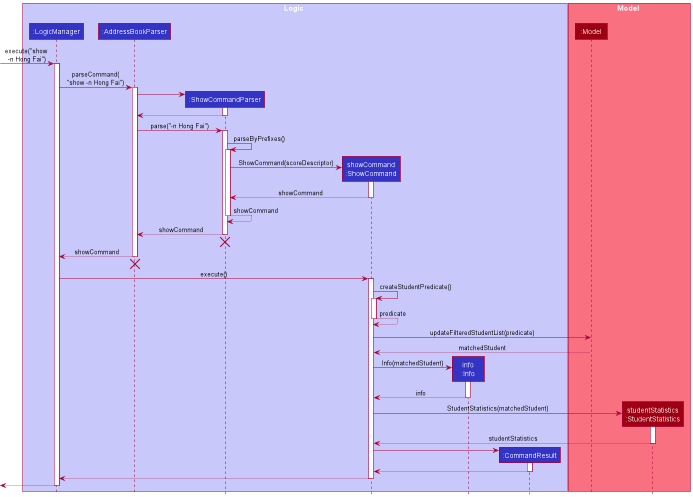 Logic
Model
:LogicManager
:AddressBookParser
:Model
execute("show
-n Hong Fai")
parseCommand(
"show -n Hong Fai")
:ShowCommandParser
parse("-n Hong Fai")
parseByPrefixes()
ShowCommand(scoreDescriptor)
showCommand
:ShowCommand
showCommand
showCommand
showCommand
showCommand
execute()
createStudentPredicate()
predicate
updateFilteredStudentList(predicate)
matchedStudent
Info(matchedStudent)
info
:Info
info
StudentStatistics(matchedStudent)
studentStatistics
:StudentStatistics
studentStatistics
:CommandResult